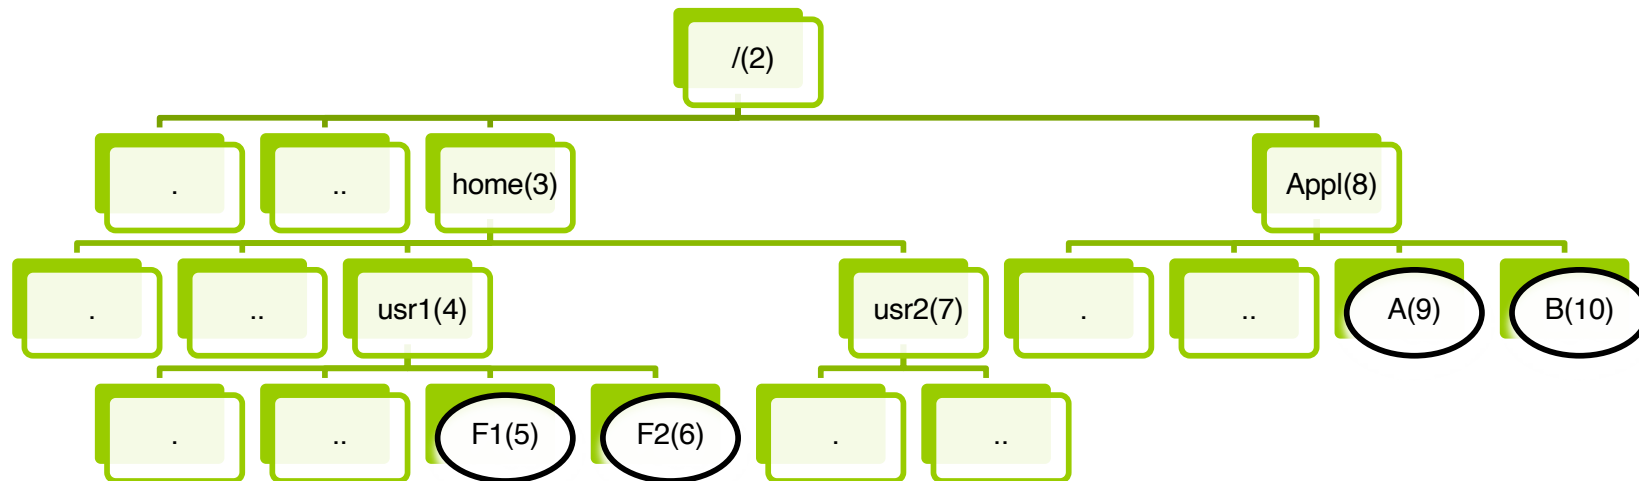 /(2)
.
..
home(3)
Appl(8)
.
..
usr1(4)
usr2(7)
.
..
A(9)
B(10)
.
..
F1(5)
F2(6)
.
..